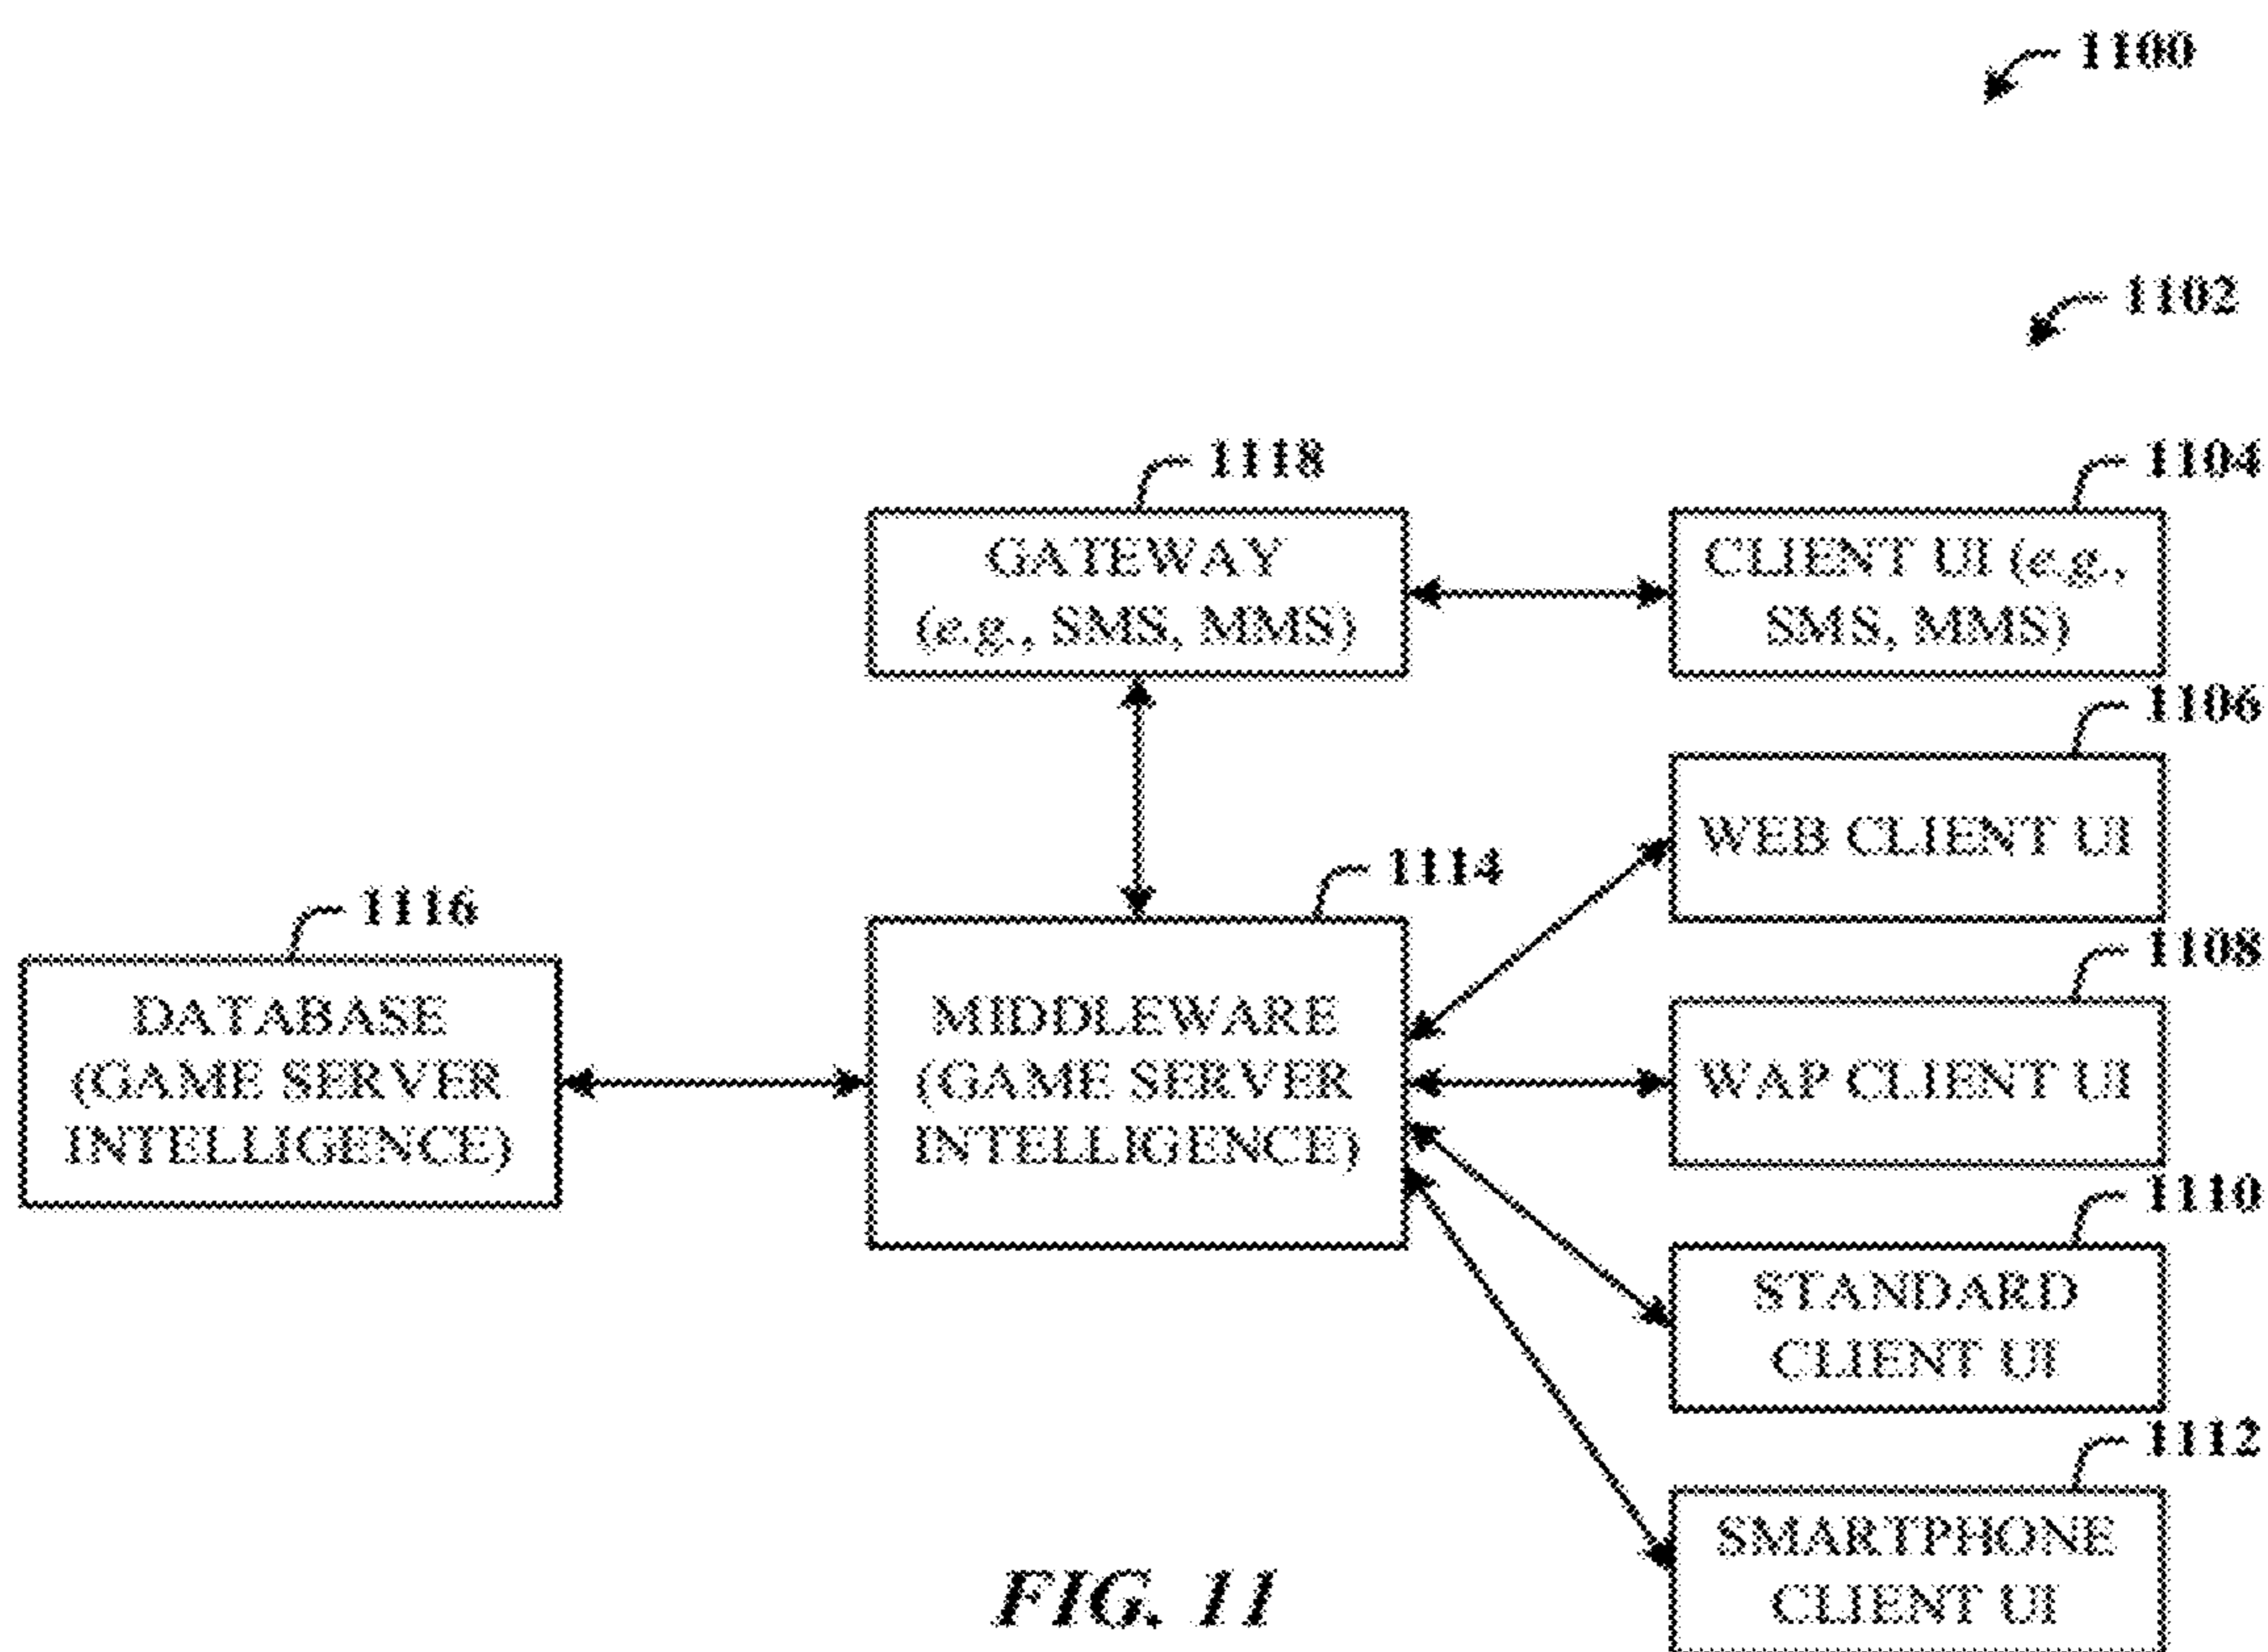 1100
1102
1118
GATEWAY
(e.g., SMS, MMS)
1104
CLIENT UI (e.g.,
SMS, MMS)
1106
WEB CLIENT UI
1116
DATABASE
(GAME SERVER
INTELLIGENCE)
1114
MIDDLEWARE
(GAME SERVER
INTELLIGENCE)
1108
WAP CLIENT UI
1110
STANDARD
CLIENT UI
1112
SMARTPHONE
CLIENT UI
FIG. 11